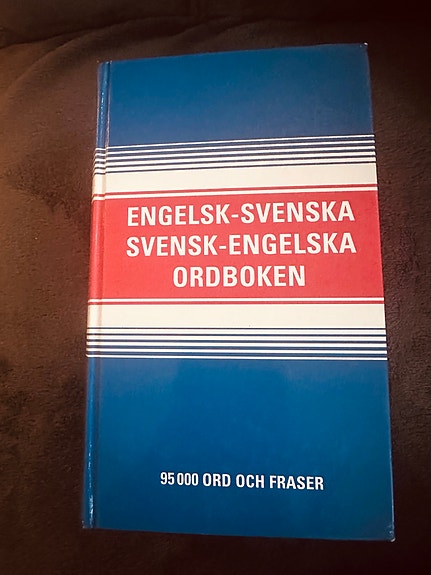 ENGELSK-SVENSKA
SVENSK-ENGELSKA
ORDBOKEN
95 000 ORD OCH FRASER